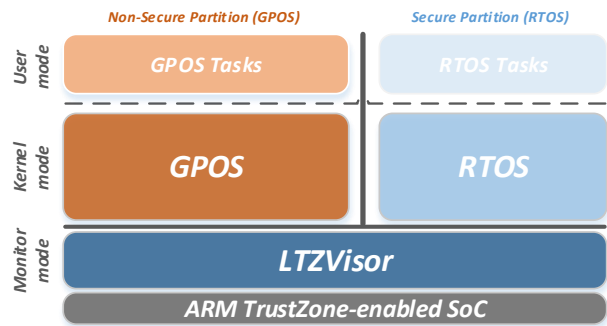 Non-Secure Partition (GPOS)
Secure Partition (RTOS)
User mode
GPOS Tasks
RTOS Tasks
Kernel mode
GPOS
RTOS
Monitor mode
LTZVisor
ARM TrustZone-enabled SoC